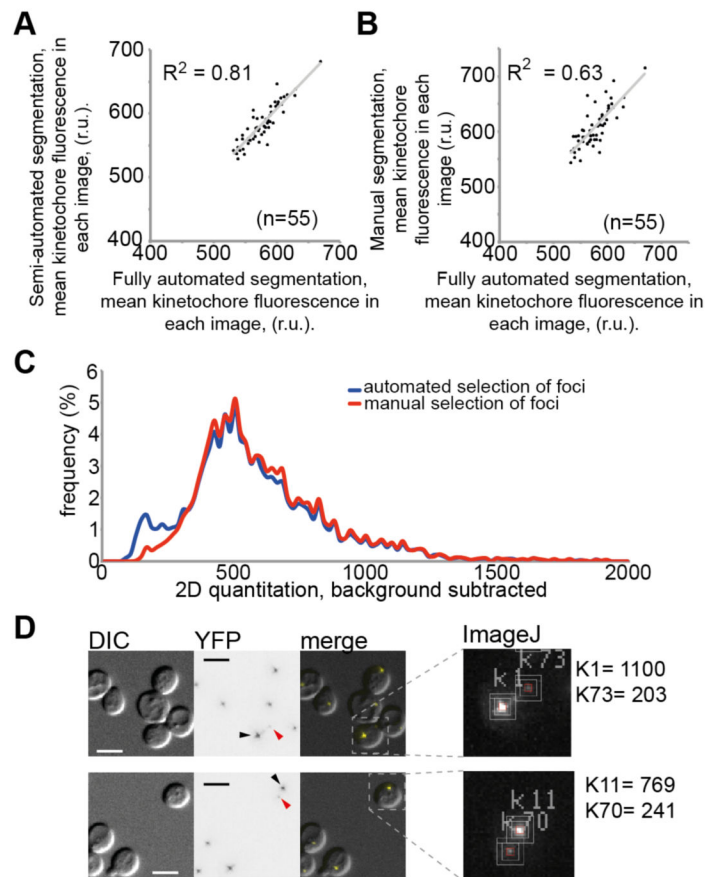 A
Semi-automated segmentation,
mean kinetochore fluorescence in
each image, (r.u.).
700
600
500
400
R² = 0.81
(n=55)
400 500 600 700
Fully automated segmentation,
mean kinetochore fluorescence in
each image, (r.u.).
B
Manual segmentation,
mean kinetochore
fluorescence in each
image (r.u.)
700
600
500
400
R² = 0.63
(n=55)
400 500 600 700
Fully automated segmentation,
mean kinetochore fluorescence in
each image, (r.u.).
C
frequency (%)
6
5
4
3
2
1
0
automated selection of foci
manual selection of foci
0 500 1000 1500 2000
2D quantitation, background subtracted
D
DIC YFP merge ImageJ
k73
k1
K1= 1100
K73= 203
k11
k70
K11= 769
K70= 241